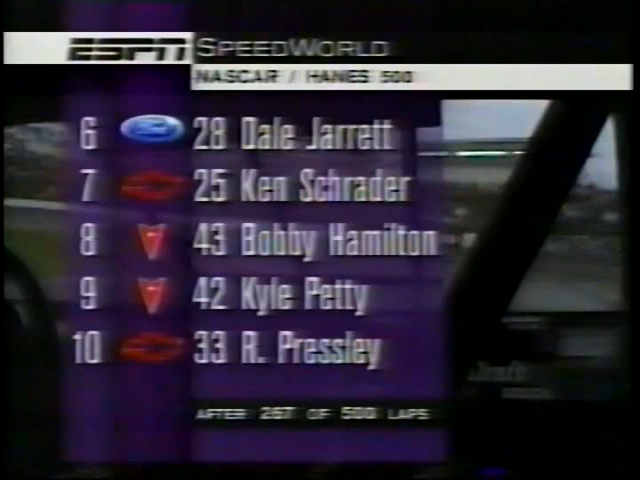 ESPN SPEEDWORLD
NASCAR / HANES 500
6 Ford 28 Dale Jarrett
7 25 Ken Schrader
8 43 Bobby Hamilton
9 42 Kyle Petty
10 33 R. Pressley
AFTER 267 OF 500 LAPS